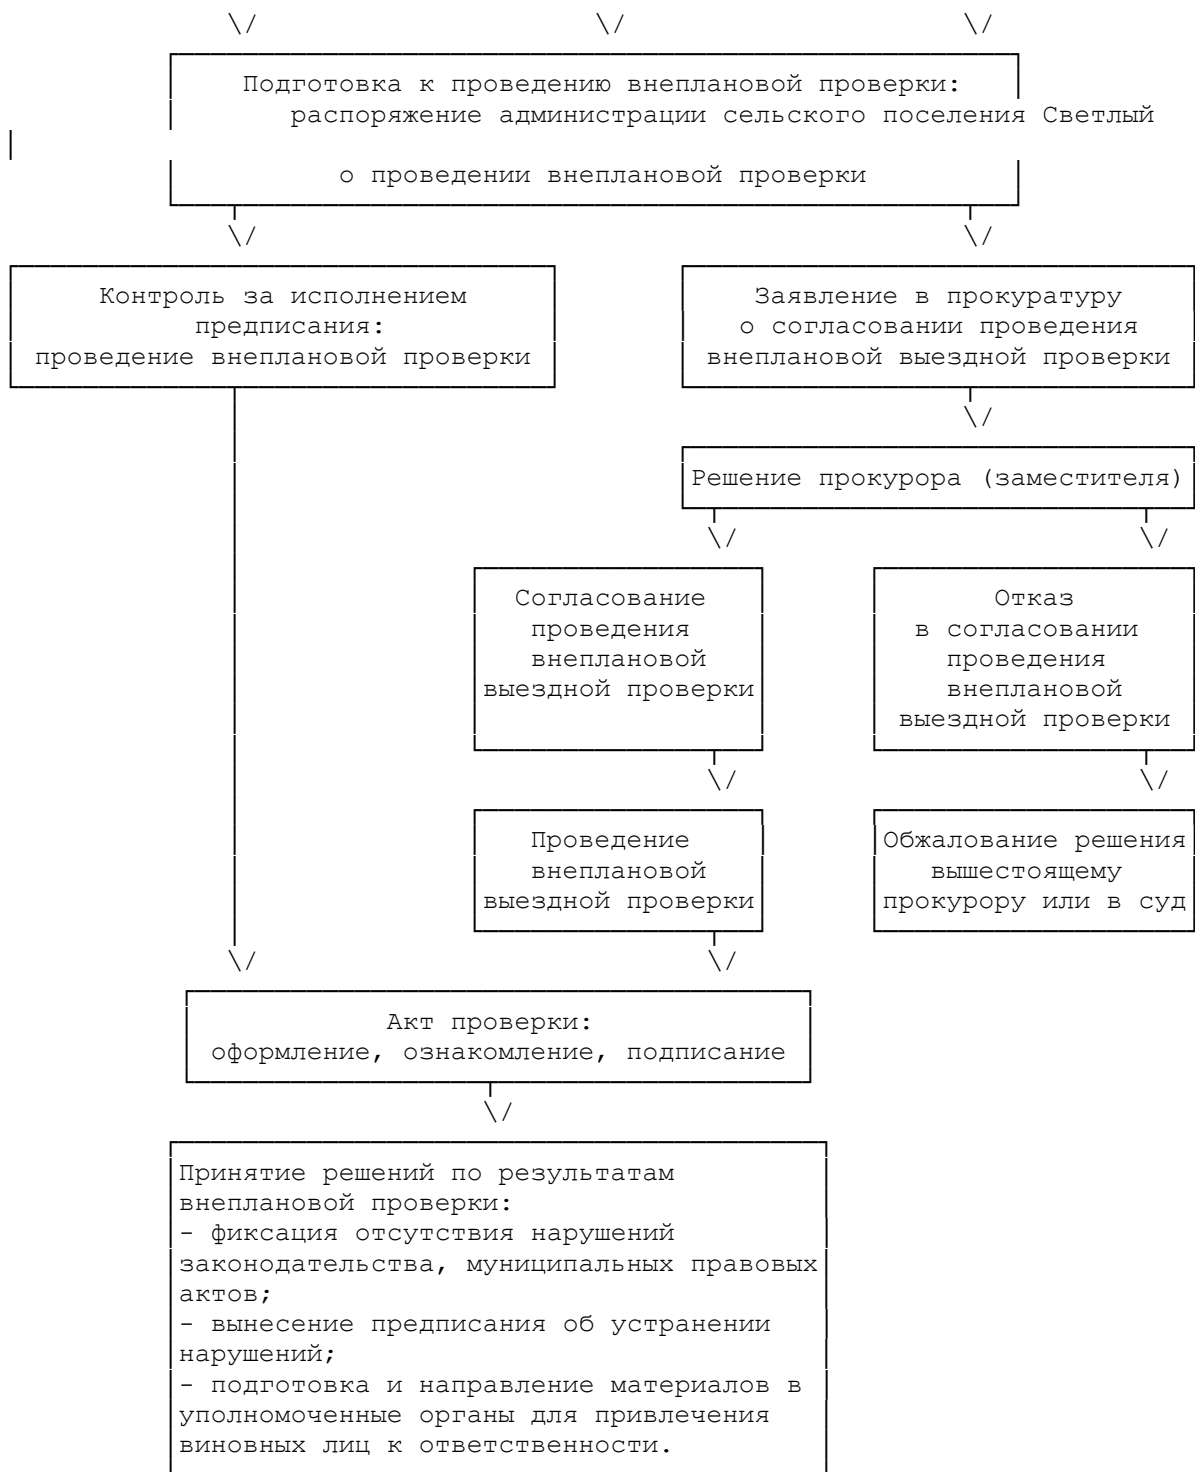 Подготовка к проведению внеплановой проверки:
распоряжение администрации сельского поселения Светлый
о проведении внеплановой проверки
Контроль за исполнением
предписания:
проведение внеплановой проверки
Заявление в прокуратуру
о согласовании проведения
внеплановой выездной проверки
Решение прокурора (заместителя)
Согласование
проведения
внеплановой
выездной проверки
Отказ
в согласовании
проведения
внеплановой
выездной проверки
Проведение
внеплановой
выездной проверки
Обжалование решения
вышестоящему
прокурору или в суд
Акт проверки:
оформление, ознакомление, подписание
Принятие решений по результатам
внеплановой проверки:
- фиксация отсутствия нарушений
законодательства, муниципальных правовых
актов;
- вынесение предписания об устранении
нарушений;
- подготовка и направление материалов в
уполномоченные органы для привлечения
виновных лиц к ответственности.